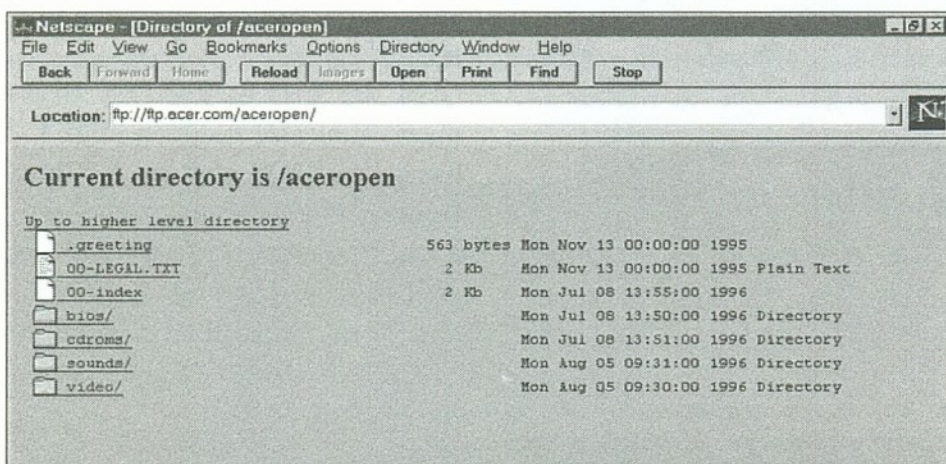 Netscape - [Directory of /aceropen]
File Edit View Go Bookmarks Options Directory Window Help
Back Forward Home Reload Images Open Print Find Stop
Location: ftp://ftp.acer.com/aceropen/ N
Current directory is /aceropen
Up to higher level directory
.greeting 563 bytes Mon Nov 13 00:00:00 1995
00-LEGAL.TXT 2 Kb Mon Nov 13 00:00:00 1995 Plain Text
00-index 2 Kb Mon Jul 08 13:55:00 1996
bios/ Mon Jul 08 13:50:00 1996 Directory
cdroms/ Mon Jul 08 13:51:00 1996 Directory
sounds/ Mon Aug 05 09:31:00 1996 Directory
video/ Mon Aug 05 09:30:00 1996 Directory